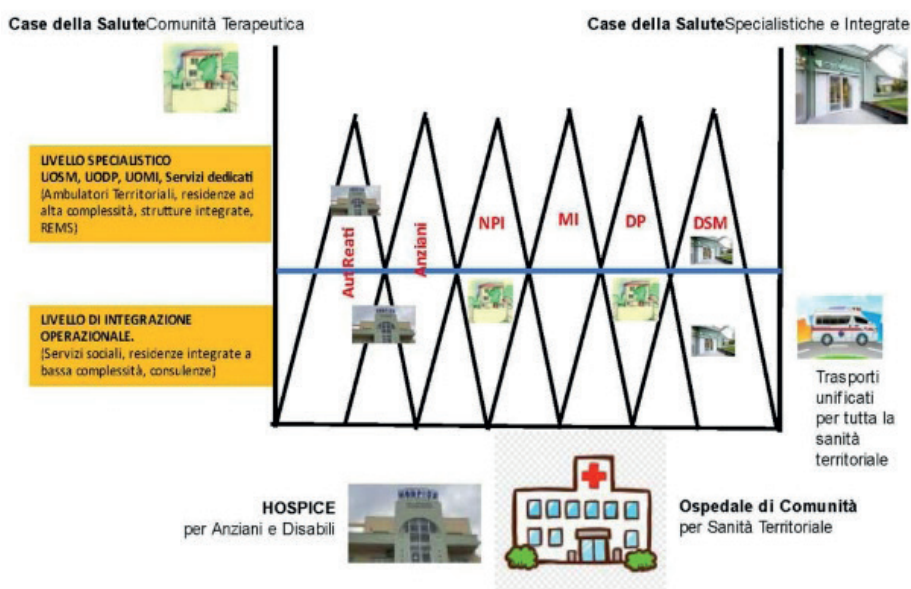 Case della SaluteComunità Terapeutica
Case della SaluteSpecialistiche e Integrate
LIVELLO SPECIALISTICO
UOSM, UODP, UOMI, Servizi dedicati
(Ambulatori Territoriali, residenze ad
alta complessità, strutture integrate,
REMS)
Aut Reati
Anziani
NPI
MI
DP
DSM
LIVELLO DI INTEGRAZIONE
OPERAZIONALE.
(Servizi sociali, residenze integrate a
bassa complessità, consulenze)
Trasporti
unificati
per tutta la
sanità
territoriale
HOSPICE
per Anziani e Disabili
HOSPICE
Ospedale di Comunità
per Sanità Territoriale